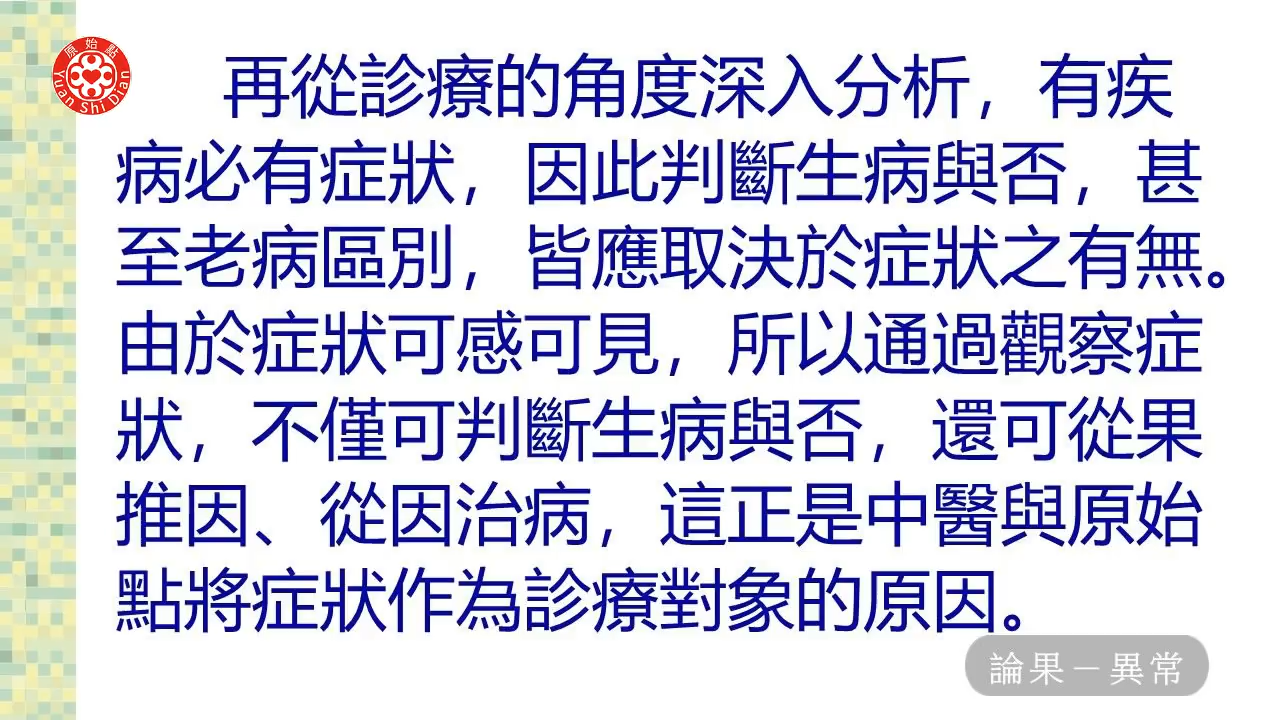 原始點
Yuan Shi Dian
再從診療的角度深入分析，有疾
病必有症狀，因此判斷生病與否，甚
至老病區別，皆應取決於症狀之有無。
由於症狀可感可見，所以通過觀察症
狀，不僅可判斷生病與否，還可從果
推因、從因治病，這正是中醫與原始
點將症狀作為診療對象的原因。
論果－異常